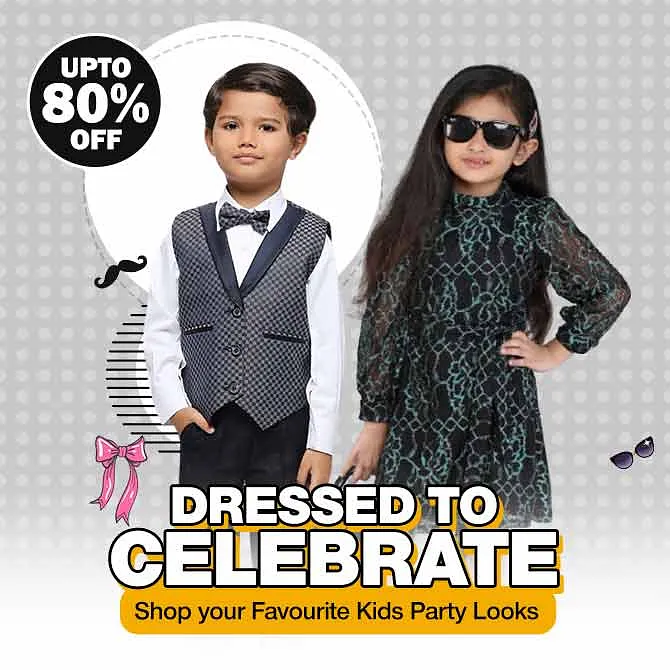 UPTO
80%
OFF
DRESSED TO
CELEBRATE
Shop your Favourite Kids Party Looks